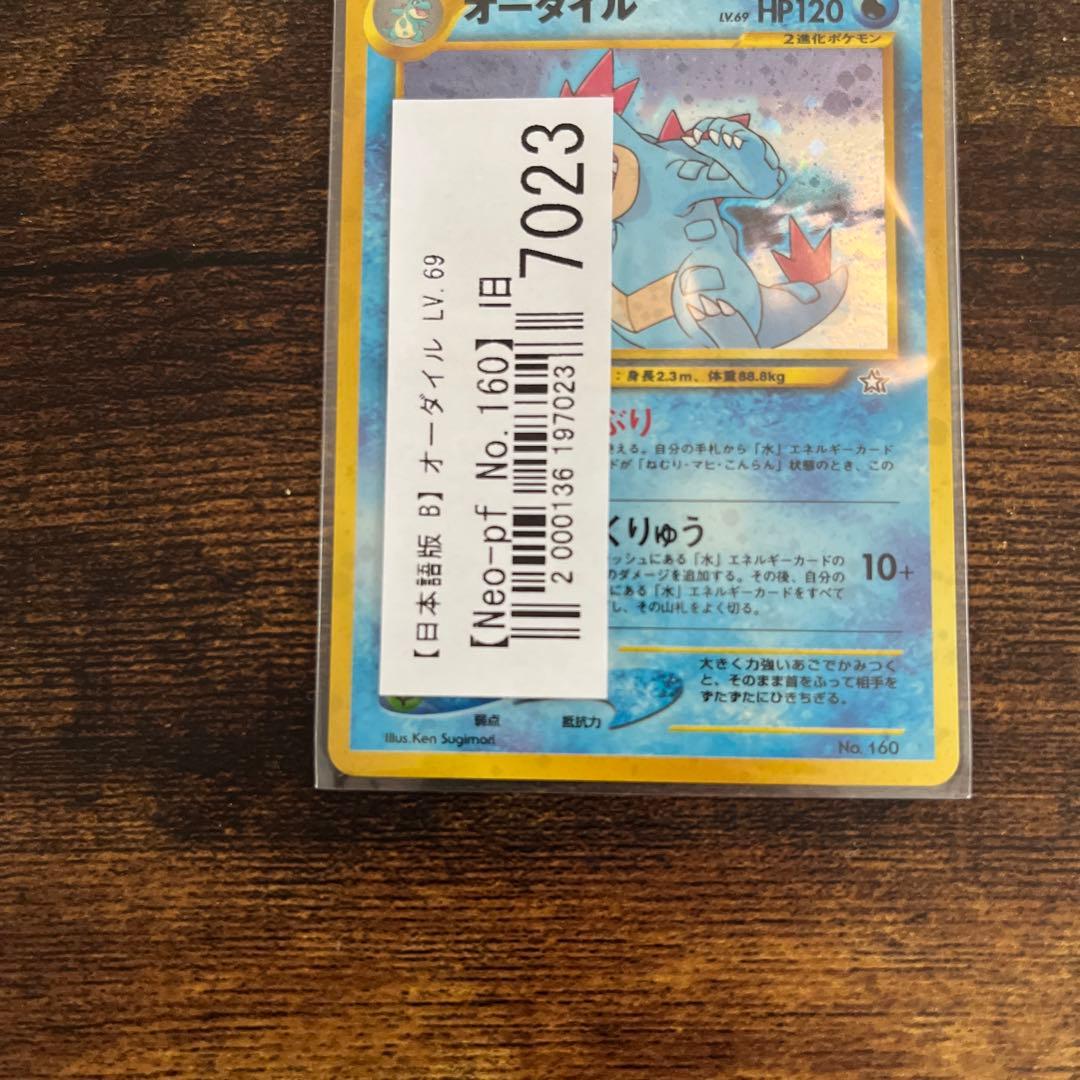 オーダイル
LV.69 HP120
2進化ポケモン
【日本語版 B】オーダイル LV.69
【Neo-pf No.160】旧
7023
2 000136 197023
:身長2.3m、体重88.8kg
ぶり
える。自分の手札から「水」エネルギーカード
ドが「ねむり・マヒ・こんらん」状態のとき、この
くりゅう
ッシュにある「水」エネルギーカードの
のダメージを追加する。その後、自分の
にある「水」エネルギーカードをすべて
し、その山札をよく切る。
10+
大きく力強いあごでかみつく
と、そのまま首をふって相手を
ずたずたにひきちぎる。
弱点
抵抗力
Illus.Ken Sugimori
No. 160